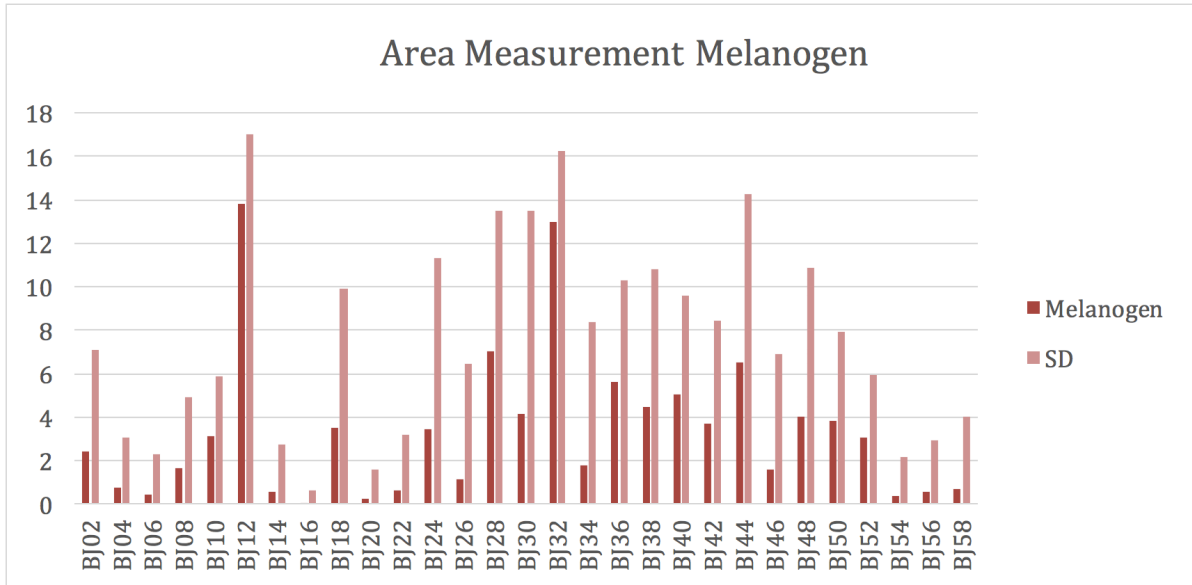 Area Measurement Melanogen
18
16
14
12
10
8
6
4
2
0
BJ02
BJ04
BJ06
BJ08
BJ10
BJ12
BJ14
BJ16
BJ18
BJ20
BJ22
BJ24
BJ26
BJ28
BJ30
BJ32
BJ34
BJ36
BJ38
BJ40
BJ42
BJ44
BJ46
BJ48
BJ50
BJ52
BJ54
BJ56
BJ58
Melanogen
SD